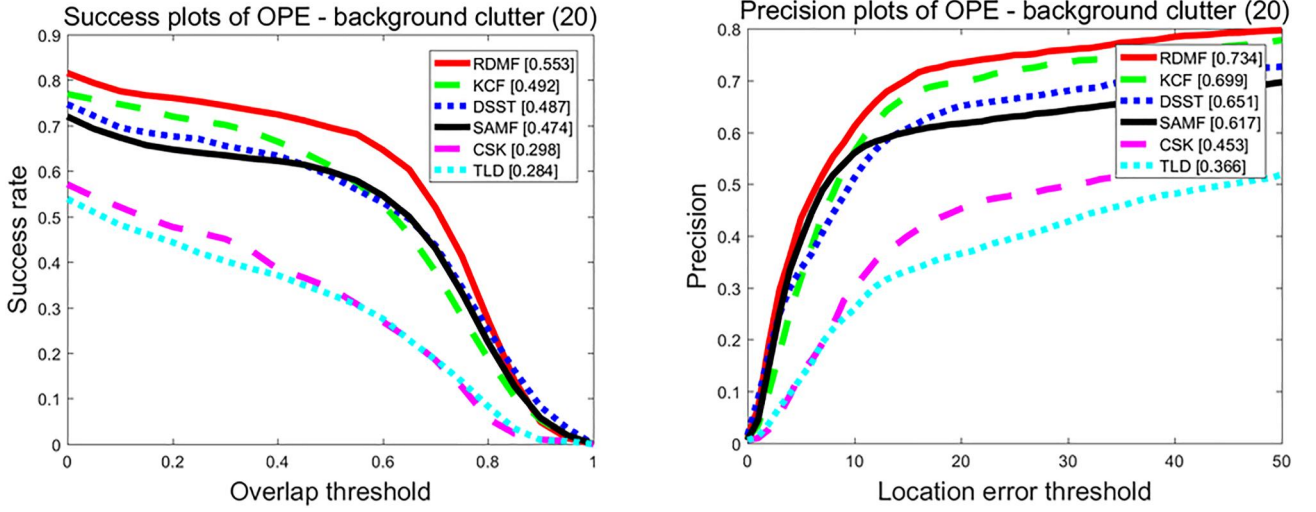 Success plots of OPE - background clutter (20)
0.9
0.8
0.7
0.6
0.5
0.4
0.3
0.2
0.1
0
Success rate
RDMF [0.553]
KCF [0.492]
DSST [0.487]
SAMF [0.474]
CSK [0.298]
TLD [0.284]
0 0.2 0.4 0.6 0.8 1
Overlap threshold
Precision plots of OPE - background clutter (20)
0.8
0.7
0.6
0.5
0.4
0.3
0.2
0.1
0
Precision
RDMF [0.734]
KCF [0.699]
DSST [0.651]
SAMF [0.617]
CSK [0.453]
TLD [0.366]
0 10 20 30 40 50
Location error threshold